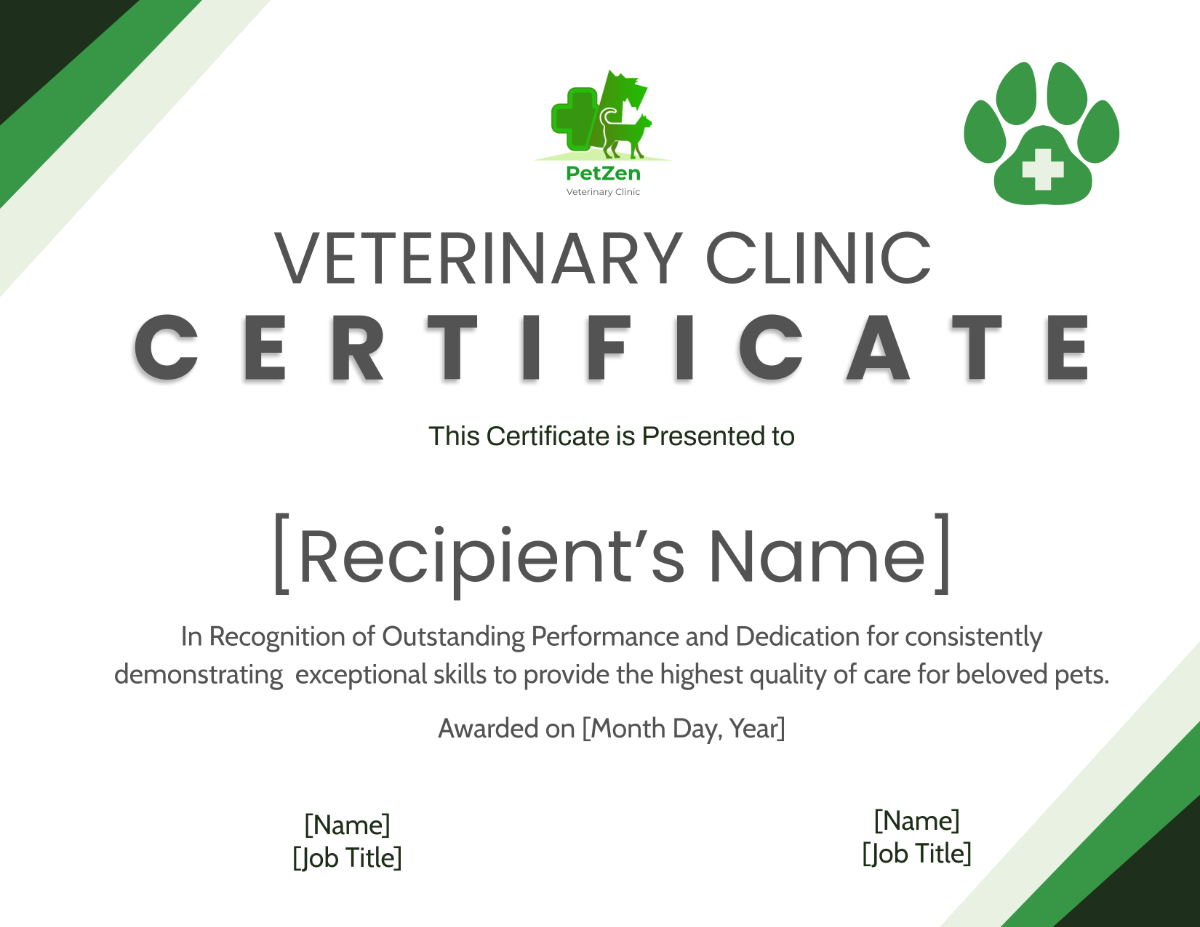 PetZen
Veterinary Clinic
VETERINARY CLINIC
CERTIFICATE
This Certificate is Presented to
[Recipient’s Name]
In Recognition of Outstanding Performance and Dedication for consistently
demonstrating  exceptional skills to provide the highest quality of care for beloved pets.
Awarded on [Month Day, Year]
[Name]
[Job Title]
[Name]
[Job Title]